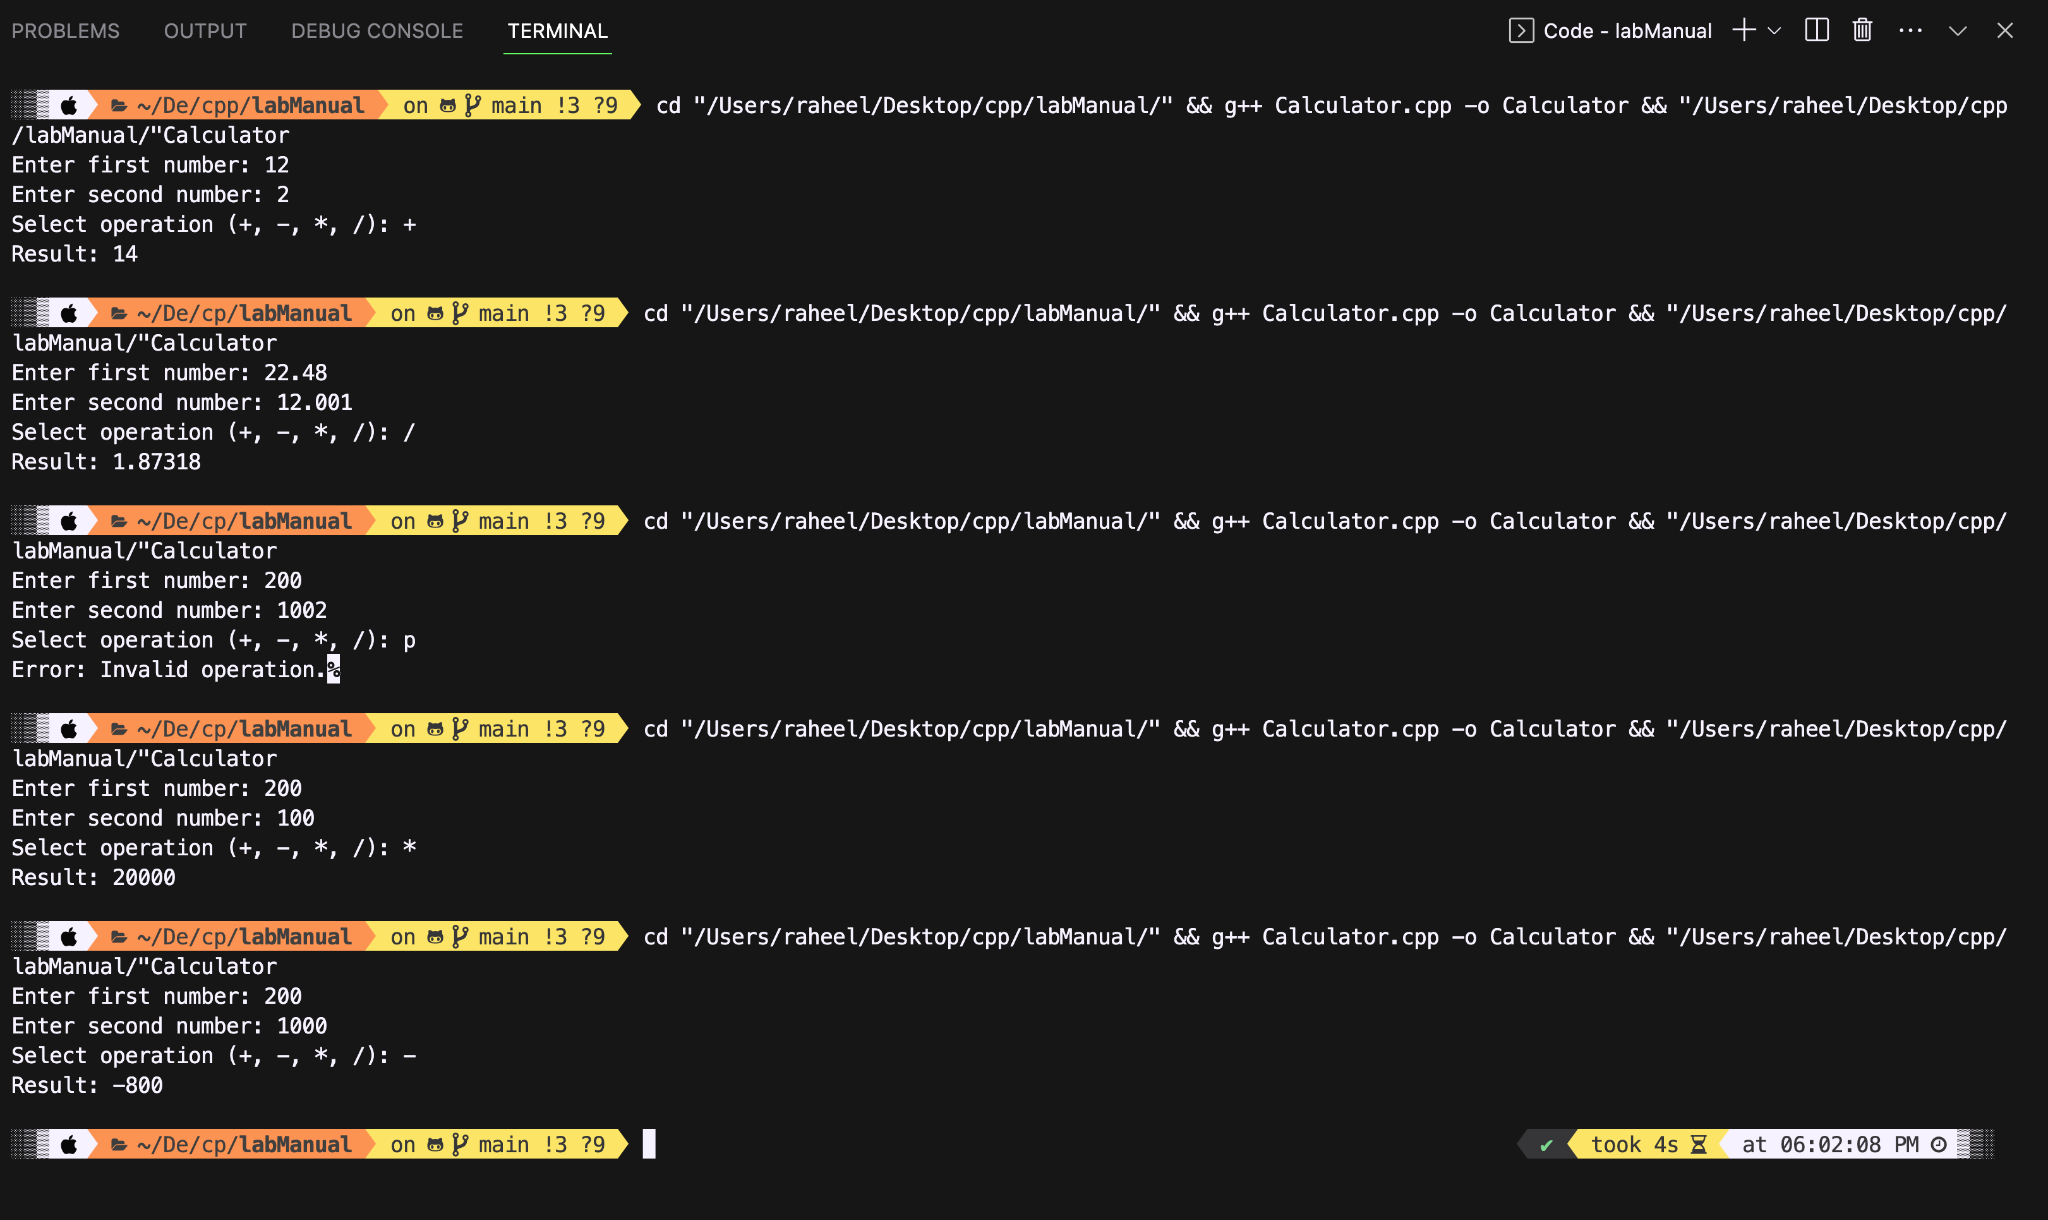 PROBLEMS OUTPUT DEBUG CONSOLE TERMINAL Code - labManual
~/De/cpp/labManual on main !3 ?9 cd "/Users/raheel/Desktop/cpp/labManual/" && g++ Calculator.cpp -o Calculator && "/Users/raheel/Desktop/cpp
/labManual/"Calculator
Enter first number: 12
Enter second number: 2
Select operation (+, -, *, /): +
Result: 14
~/De/cp/labManual on main !3 ?9 cd "/Users/raheel/Desktop/cpp/labManual/" && g++ Calculator.cpp -o Calculator && "/Users/raheel/Desktop/cpp/
labManual/"Calculator
Enter first number: 22.48
Enter second number: 12.001
Select operation (+, -, *, /): /
Result: 1.87318
~/De/cp/labManual on main !3 ?9 cd "/Users/raheel/Desktop/cpp/labManual/" && g++ Calculator.cpp -o Calculator && "/Users/raheel/Desktop/cpp/
labManual/"Calculator
Enter first number: 200
Enter second number: 1002
Select operation (+, -, *, /): p
Error: Invalid operation.%
~/De/cp/labManual on main !3 ?9 cd "/Users/raheel/Desktop/cpp/labManual/" && g++ Calculator.cpp -o Calculator && "/Users/raheel/Desktop/cpp/
labManual/"Calculator
Enter first number: 200
Enter second number: 100
Select operation (+, -, *, /): *
Result: 20000
~/De/cp/labManual on main !3 ?9 cd "/Users/raheel/Desktop/cpp/labManual/" && g++ Calculator.cpp -o Calculator && "/Users/raheel/Desktop/cpp/
labManual/"Calculator
Enter first number: 200
Enter second number: 1000
Select operation (+, -, *, /): -
Result: -800
~/De/cp/labManual on main !3 ?9 ✔ took 4s at 06:02:08 PM